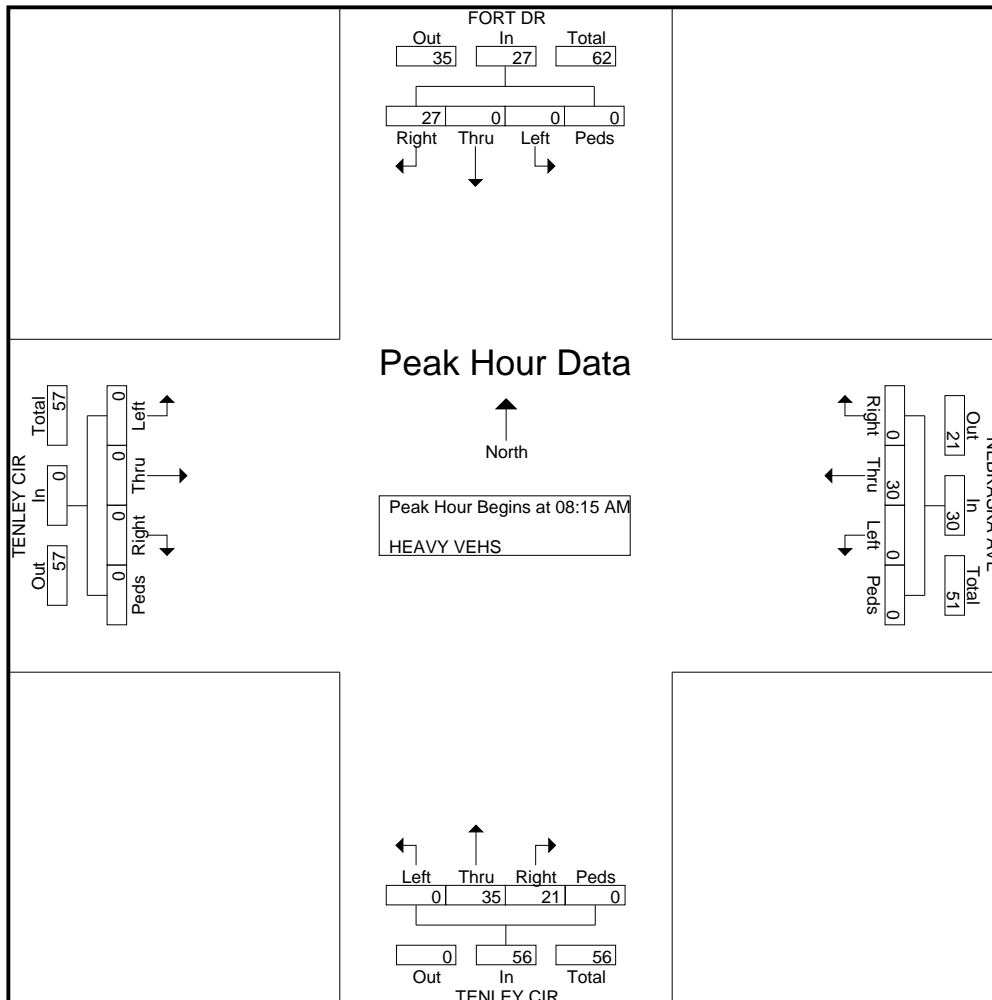 FORT DR
Out In Total
35 27 62
27 0 0 0
Right Thru Left Peds
Peak Hour Data
North
Peak Hour Begins at 08:15 AM
HEAVY VEHS
TENLEY CIR
Out In Total
57 0 57
0 0 0 0
Peds Right Thru Left
NEBRASKA AVE
Out In Total
21 30 51
0 30 0 0
Right Thru Left Peds
Left Thru Right Peds
0 35 21 0
0 56 56
Out In Total
TENLEY CIR